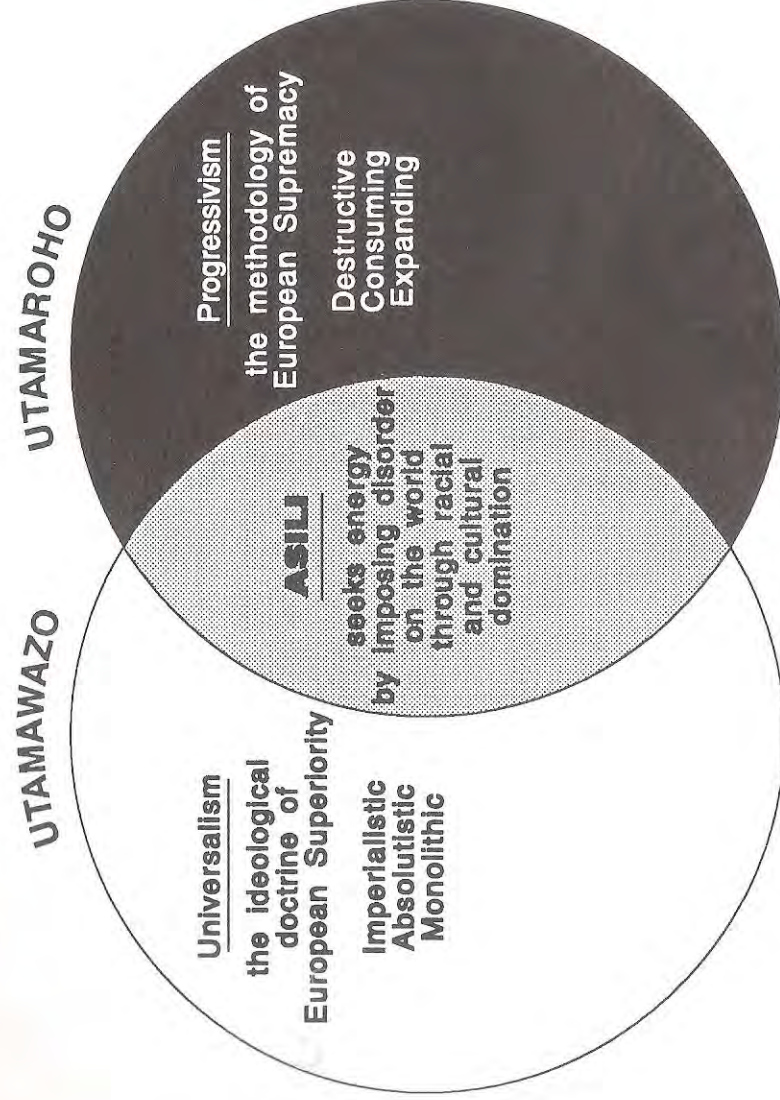 UTAMAWAZO
UTAMAROHO
Universalism
the ideological
doctrine of
European Superiority
Imperialistic
Absolutistic
Monolithic
ASILI
seeks energy
by imposing disorder
on the world
through racial
and cultural
domination
Progressivism
the methodology of
European Supremacy
Destructive
Consuming
Expanding